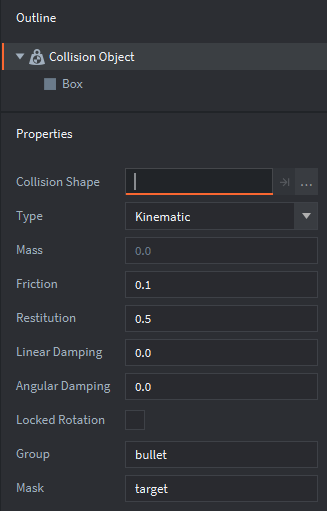 Outline
Collision Object
Box
Properties
Collision Shape ...
Type Kinematic
Mass 0.0
Friction 0.1
Restitution 0.5
Linear Damping 0.0
Angular Damping 0.0
Locked Rotation
Group bullet
Mask target